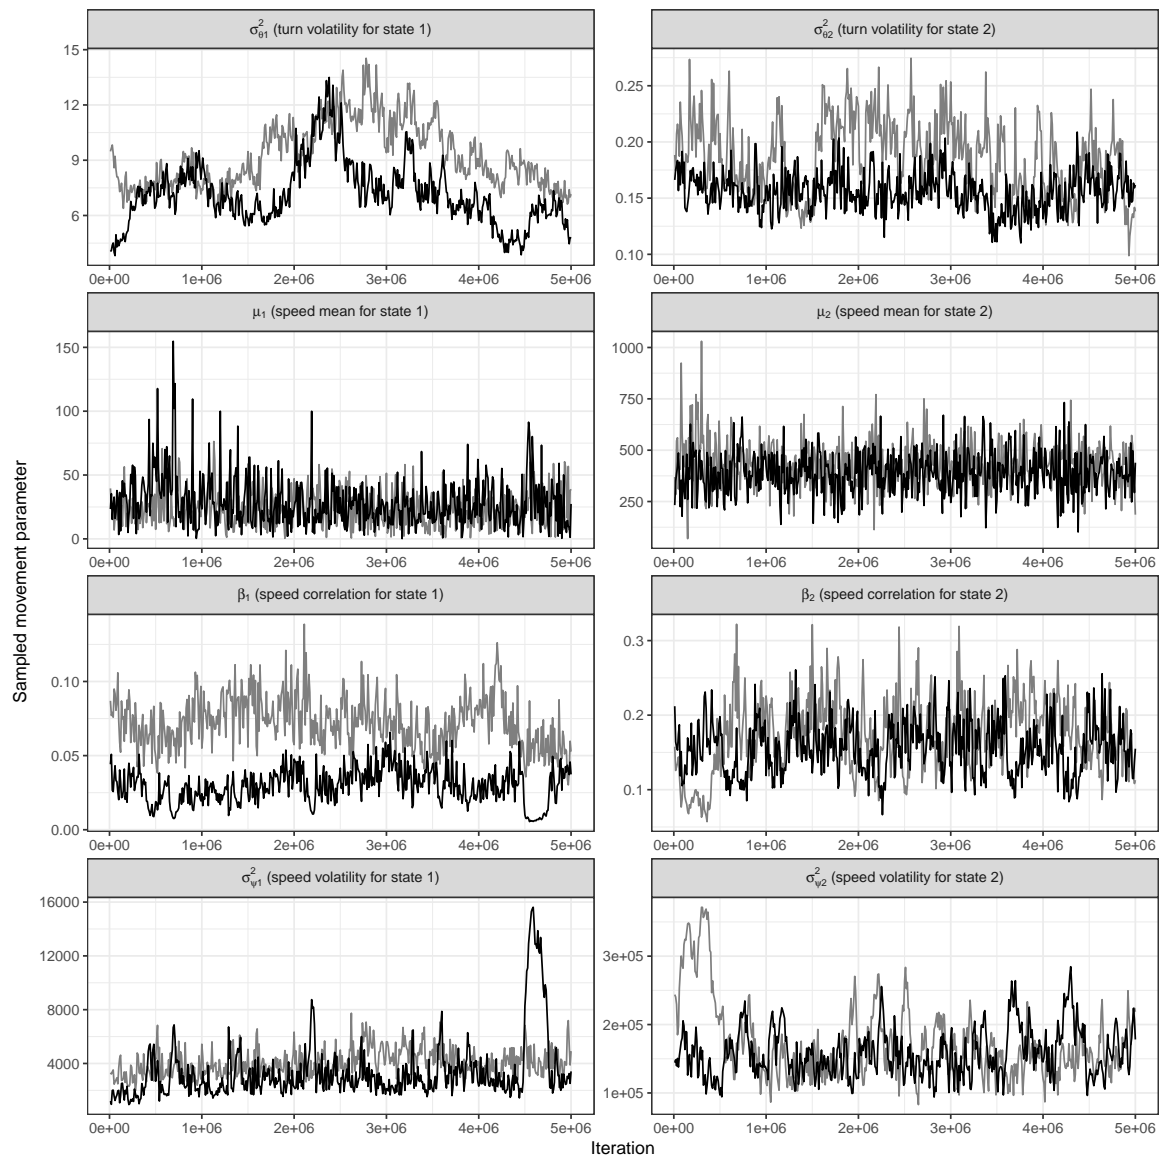 σ²θ1 (turn volatility for state 1)
σ²θ2 (turn volatility for state 2)
15
12
9
6
0.25
0.20
0.15
0.10
0e+00 1e+06 2e+06 3e+06 4e+06 5e+06
0e+00 1e+06 2e+06 3e+06 4e+06 5e+06
μ1 (speed mean for state 1)
μ2 (speed mean for state 2)
150
100
50
0
1000
750
500
250
0e+00 1e+06 2e+06 3e+06 4e+06 5e+06
0e+00 1e+06 2e+06 3e+06 4e+06 5e+06
Sampled movement parameter
β1 (speed correlation for state 1)
β2 (speed correlation for state 2)
0.10
0.05
0.00
0.3
0.2
0.1
0e+00 1e+06 2e+06 3e+06 4e+06 5e+06
0e+00 1e+06 2e+06 3e+06 4e+06 5e+06
σ²ψ1 (speed volatility for state 1)
σ²ψ2 (speed volatility for state 2)
16000
12000
8000
4000
3e+05
2e+05
1e+05
0e+00 1e+06 2e+06 3e+06 4e+06 5e+06
0e+00 1e+06 2e+06 3e+06 4e+06 5e+06
Iteration